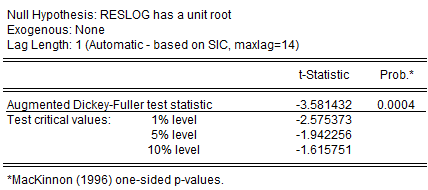 Null Hypothesis: RESLOG has a unit root
Exogenous: None
Lag Length: 1 (Automatic - based on SIC, maxlag=14)
t-Statistic Prob.*
Augmented Dickey-Fuller test statistic -3.581432 0.0004
Test critical values: 1% level -2.575373
5% level -1.942256
10% level -1.615751
*MacKinnon (1996) one-sided p-values.